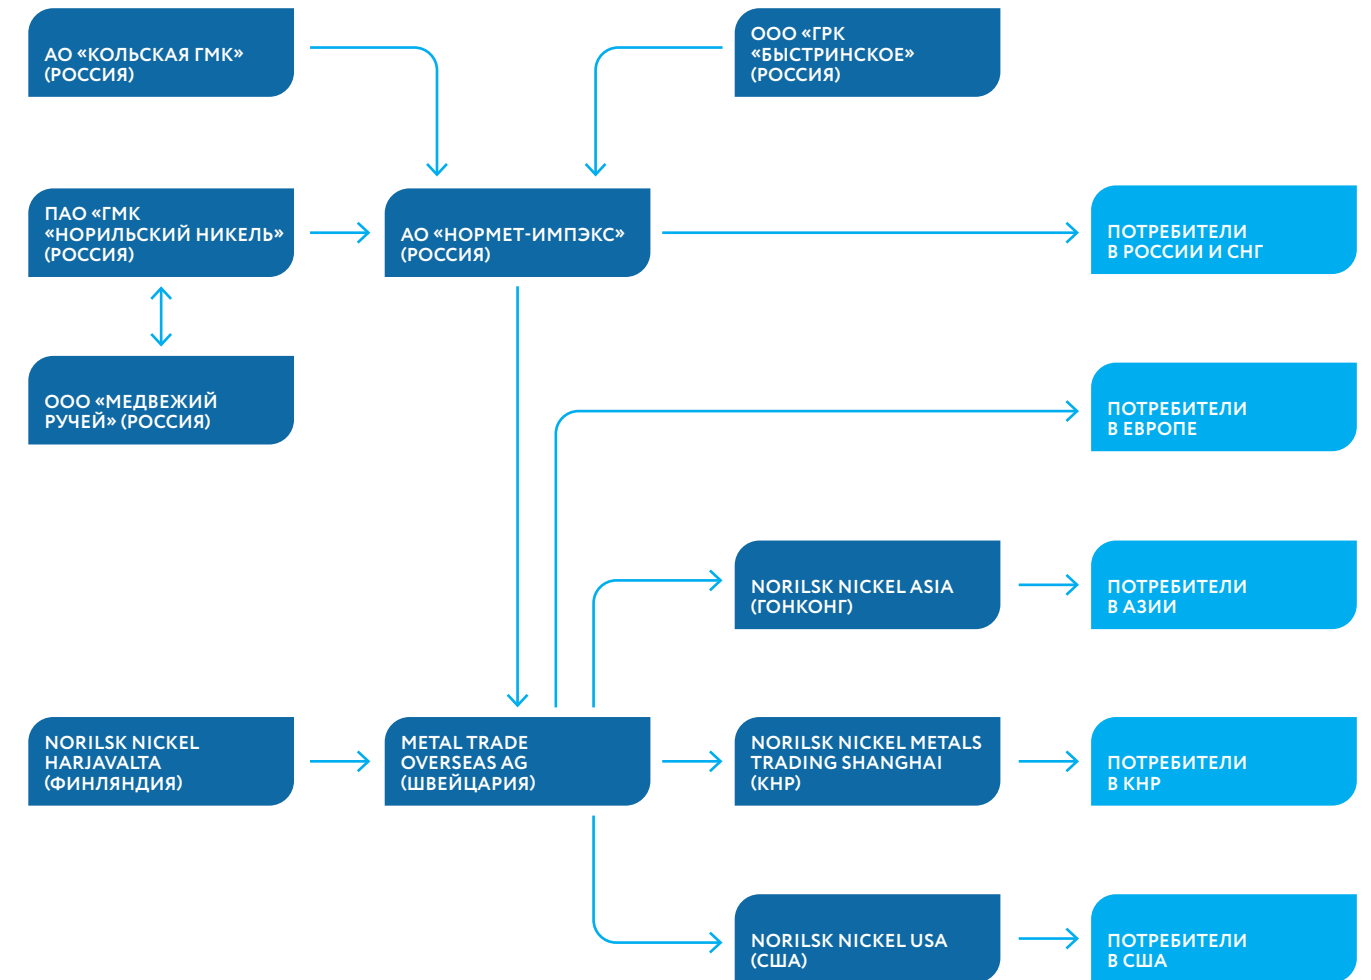 АО «КОЛЬСКАЯ ГМК»
(РОССИЯ)
ООО «ГРК
«БЫСТРИНСКОЕ»
(РОССИЯ)
ПАО «ГМК
«НОРИЛЬСКИЙ НИКЕЛЬ»
(РОССИЯ)
АО «НОРМЕТ-ИМПЭКС»
(РОССИЯ)
ПОТРЕБИТЕЛИ
В РОССИИ И СНГ
ООО «МЕДВЕЖИЙ
РУЧЕЙ» (РОССИЯ)
ПОТРЕБИТЕЛИ
В ЕВРОПЕ
NORILSK NICKEL ASIA
(ГОНКОНГ)
ПОТРЕБИТЕЛИ
В АЗИИ
NORILSK NICKEL
HARJAVALTA
(ФИНЛЯНДИЯ)
METAL TRADE
OVERSEAS AG
(ШВЕЙЦАРИЯ)
NORILSK NICKEL METALS
TRADING SHANGHAI
(КНР)
ПОТРЕБИТЕЛИ
В КНР
NORILSK NICKEL USA
(США)
ПОТРЕБИТЕЛИ
В США